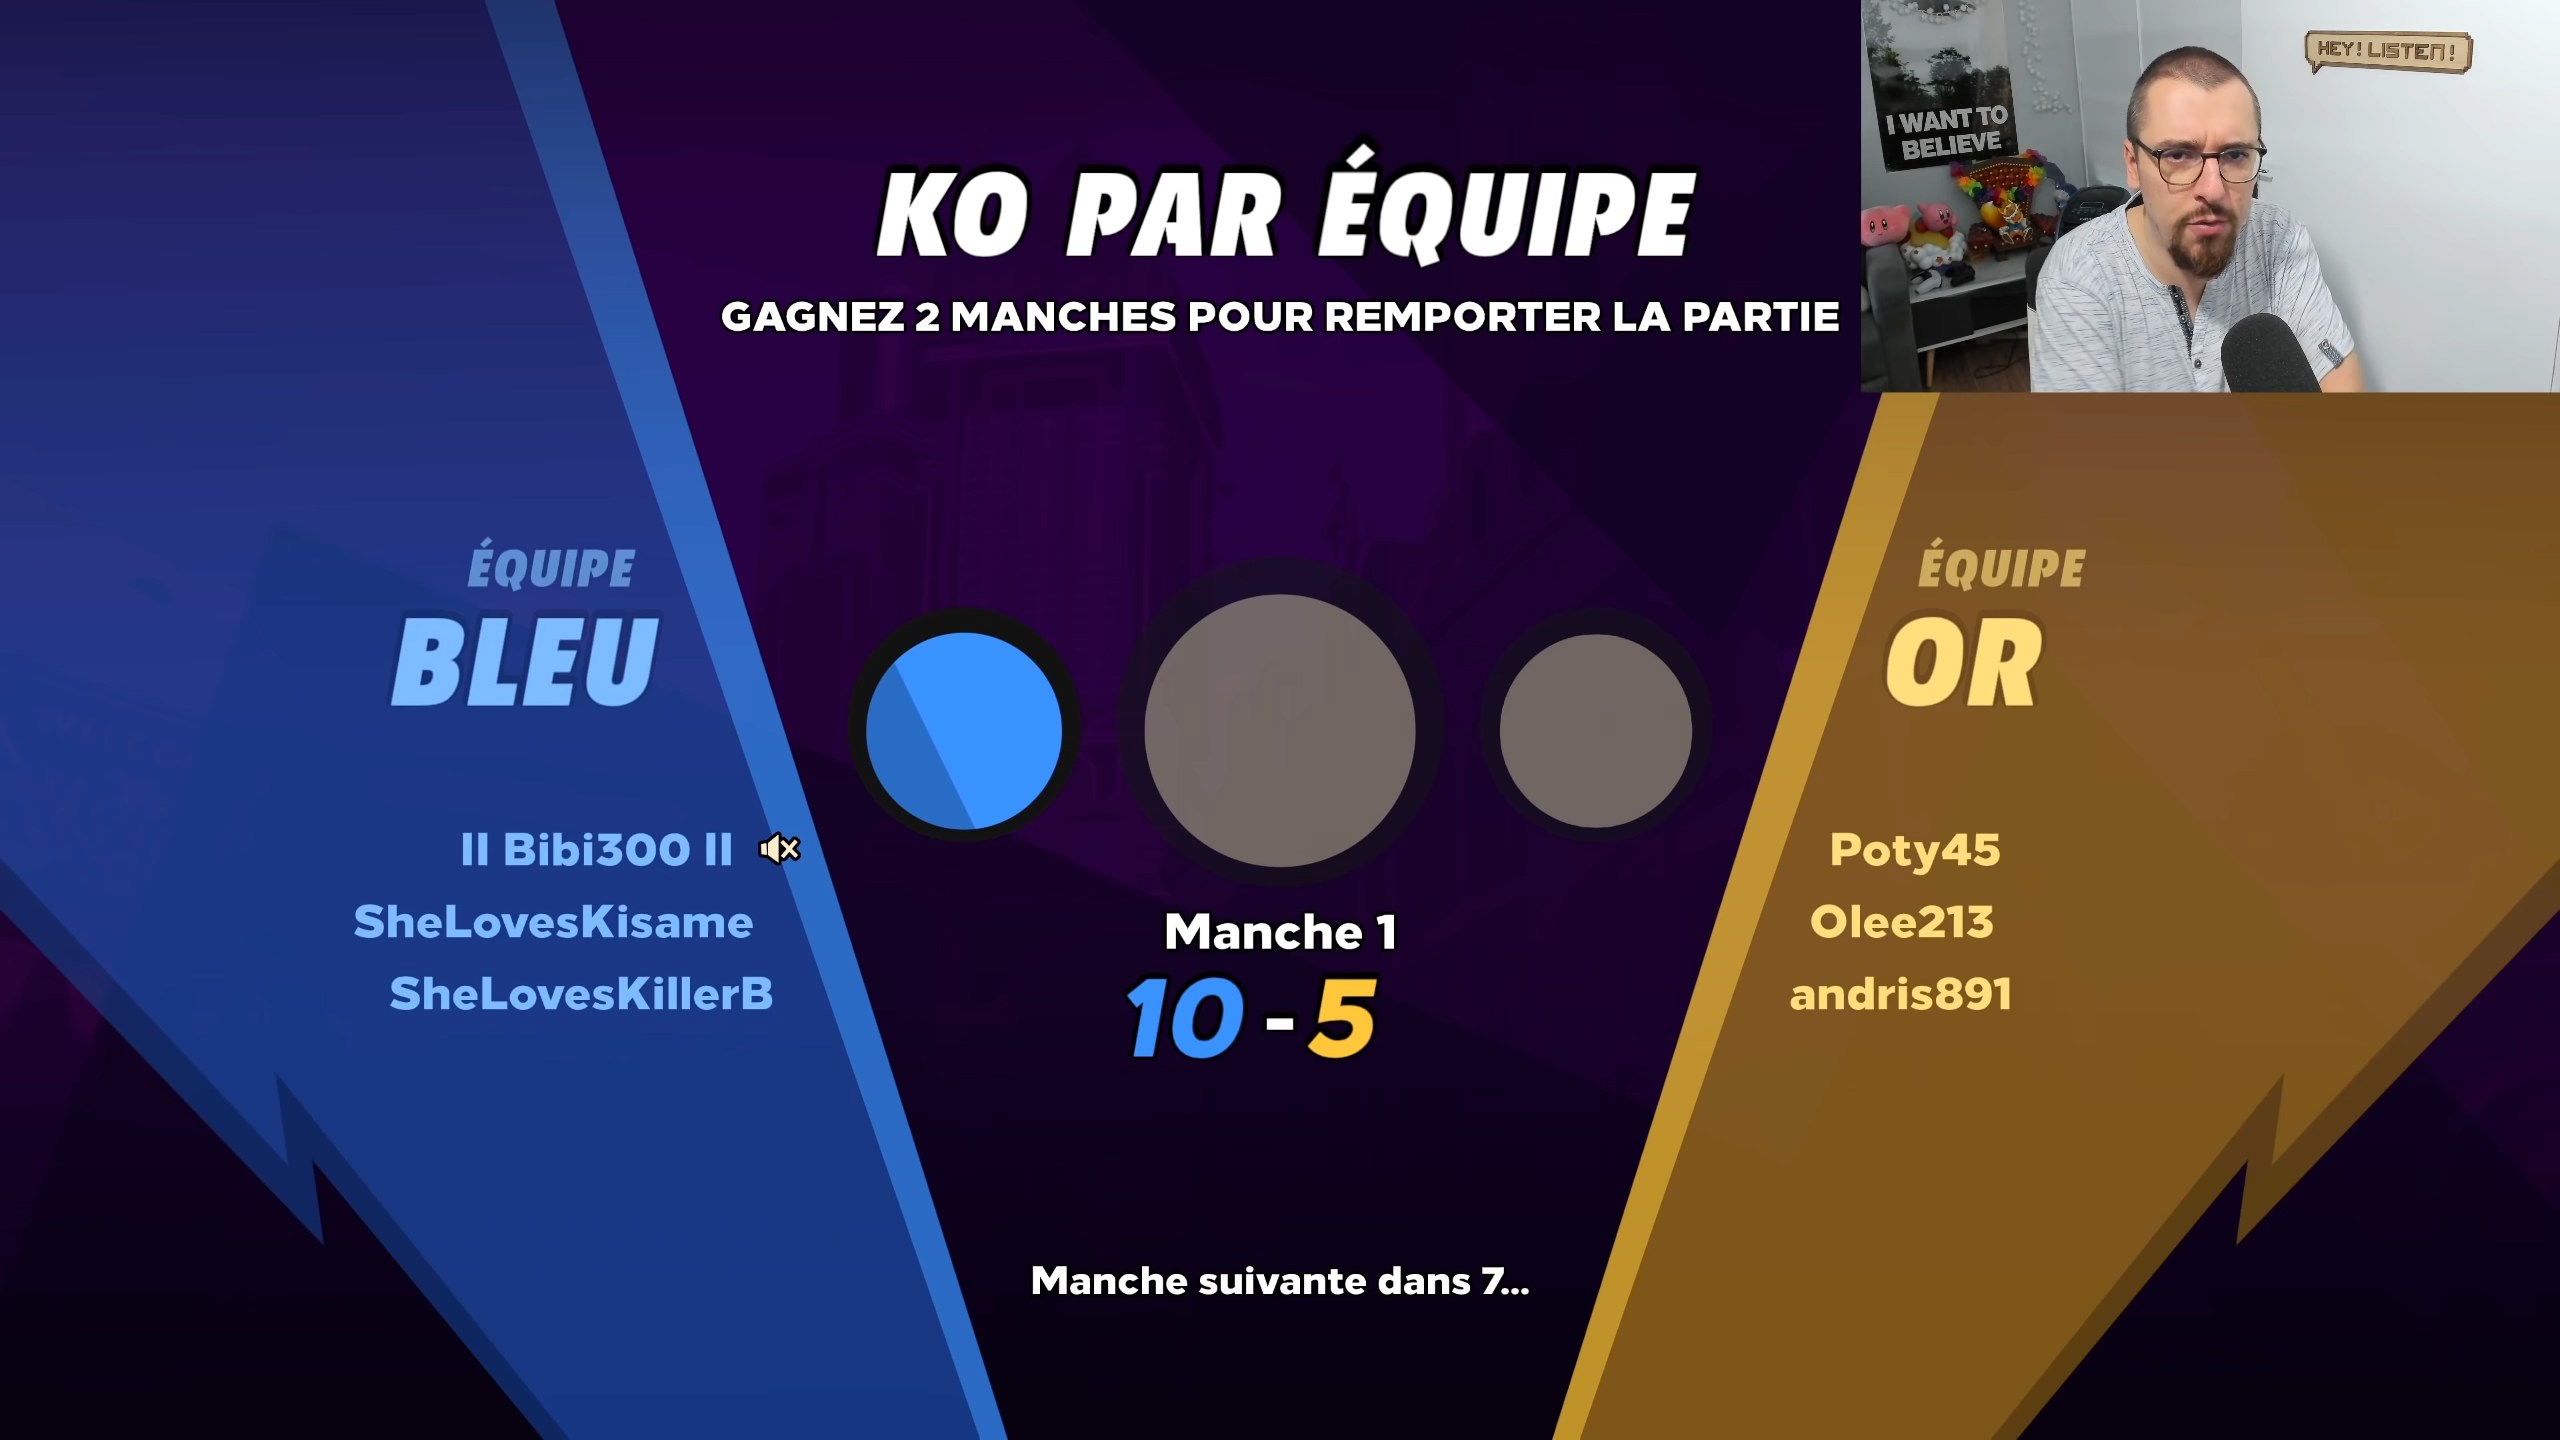 I WANT TO
BELIEVE
HEY! LISTEN!
KO PAR ÉQUIPE
GAGNEZ 2 MANCHES POUR REMPORTER LA PARTIE
ÉQUIPE
BLEU
II Bibi300 II
SheLovesKisame
SheLovesKillerB
Manche 1
10 - 5
ÉQUIPE
OR
Poty45
Olee213
andris891
Manche suivante dans 7...